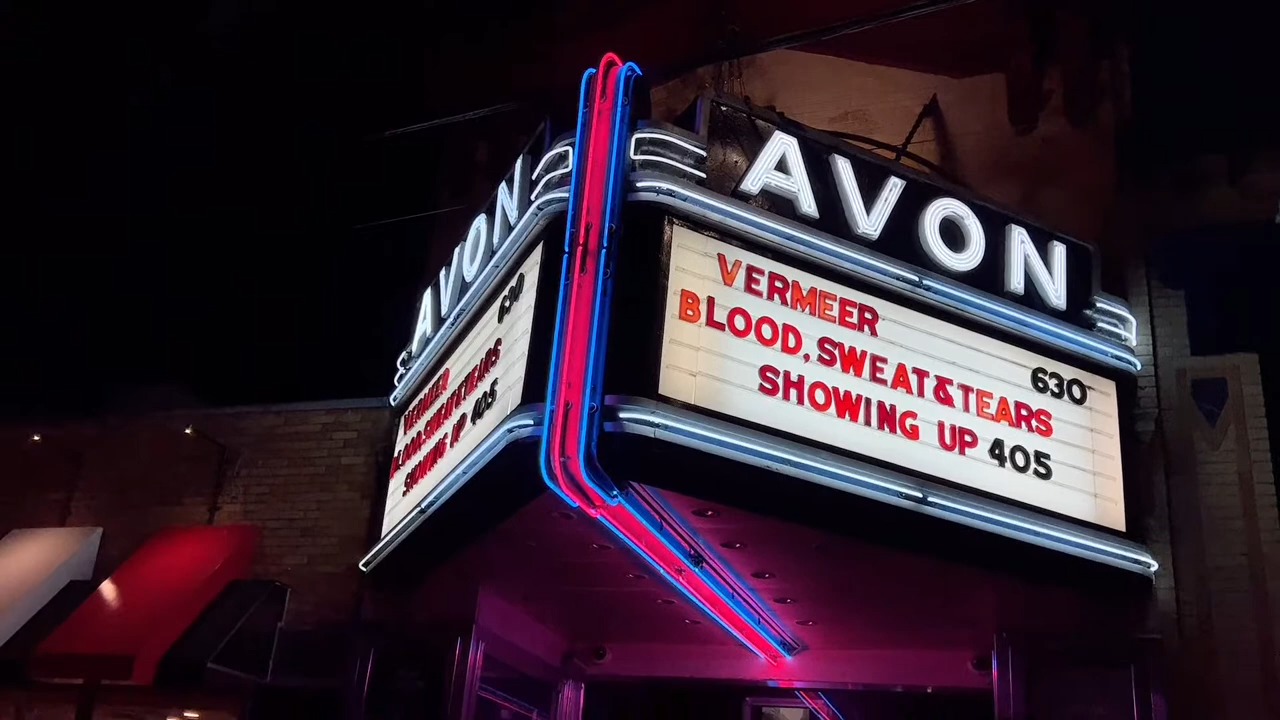 AVON
630
VERMEER
BLOOD, SWEAT & TEARS
SHOWING UP 405
AVON
VERMEER
BLOOD, SWEAT & TEARS 630
SHOWING UP 405